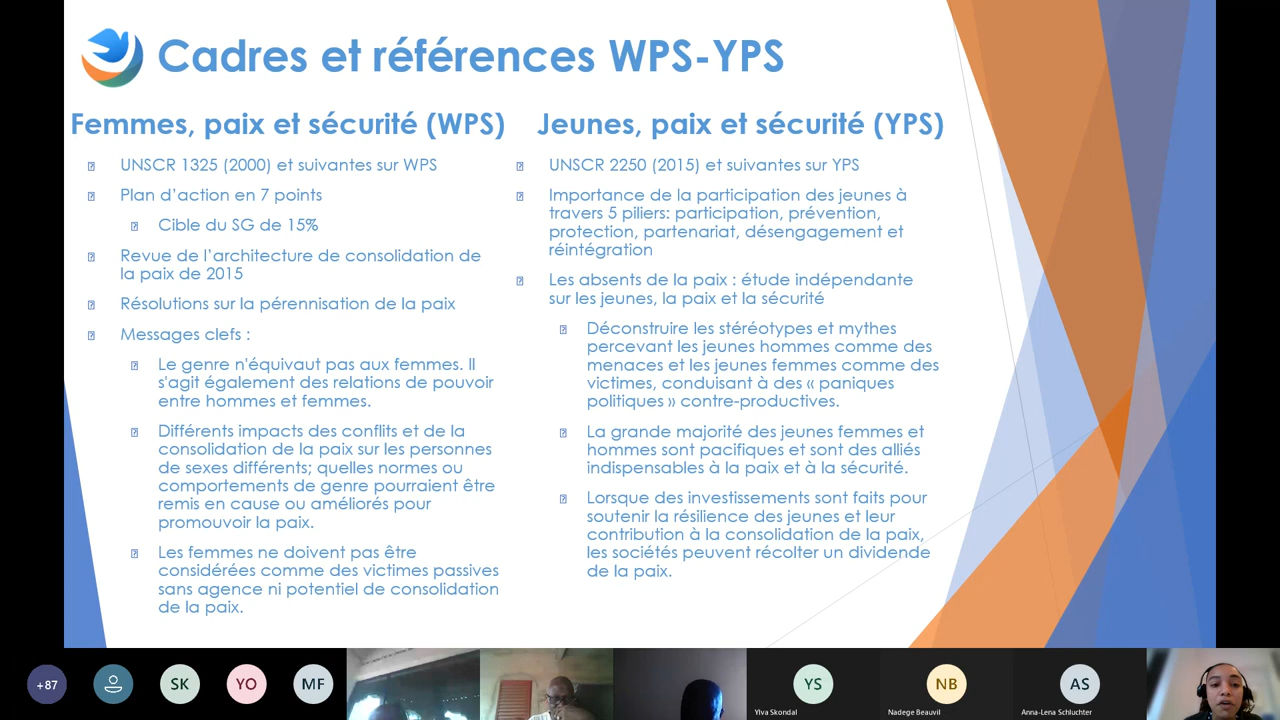 Cadres et références WPS-YPS
Femmes, paix et sécurité (WPS)
UNSCR 1325 (2000) et suivantes sur WPS
Plan d’action en 7 points
Cible du SG de 15%
Revue de l’architecture de consolidation de
la paix de 2015
Résolutions sur la pérennisation de la paix
Messages clefs :
Le genre n'équivaut pas aux femmes. Il
s'agit également des relations de pouvoir
entre hommes et femmes.
Différents impacts des conflits et de la
consolidation de la paix sur les personnes
de sexes différents; quelles normes ou
comportements de genre pourraient être
remis en cause ou améliorés pour
promouvoir la paix.
Les femmes ne doivent pas être
considérées comme des victimes passives
sans agence ni potentiel de consolidation
de la paix.
Jeunes, paix et sécurité (YPS)
UNSCR 2250 (2015) et suivantes sur YPS
Importance de la participation des jeunes à
travers 5 piliers: participation, prévention,
protection, partenariat, désengagement et
réintégration
Les absents de la paix : étude indépendante
sur les jeunes, la paix et la sécurité
Déconstruire les stéréotypes et mythes
percevant les jeunes hommes comme des
menaces et les jeunes femmes comme des
victimes, conduisant à des « paniques
politiques » contre-productives.
La grande majorité des jeunes femmes et
hommes sont pacifiques et sont des alliés
indispensables à la paix et à la sécurité.
Lorsque des investissements sont faits pour
soutenir la résilience des jeunes et leur
contribution à la consolidation de la paix,
les sociétés peuvent récolter un dividende
de la paix.
+87
SK
YO
MF
YS
Ylva Skondal
NB
Nadege Beauvil
AS
Anna-Lena Schluchter